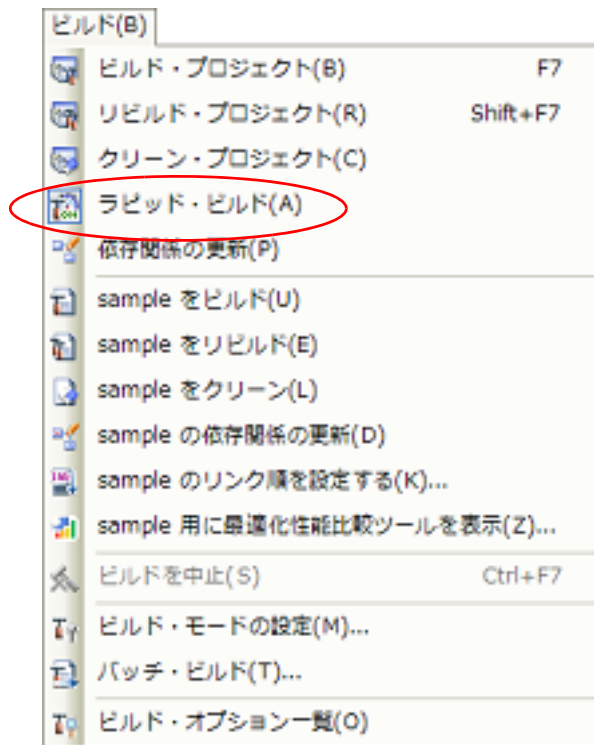 ビルド(B)
ビルド・プロジェクト(B) F7
リビルド・プロジェクト(R) Shift+F7
クリーン・プロジェクト(C)
ラピッド・ビルド(A)
依存関係の更新(P)
sample をビルド(U)
sample をリビルド(E)
sample をクリーン(L)
sample の依存関係の更新(D)
sample のリンク順を設定する(K)...
sample 用に最適化性能比較ツールを表示(Z)...
ビルドを中止(S) Ctrl+F7
ビルド・モードの設定(M)...
バッチ・ビルド(T)...
ビルド・オプション一覧(O)